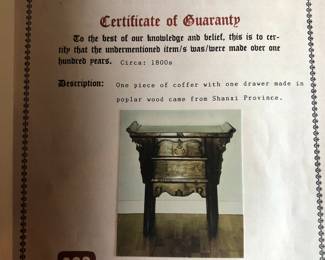 Certificate of Guaranty
To the best of our knowledge and belief, this is to cer-
tify that the undermentioned item/s was/were made over one
hundred years. Circa: 1800s
Description: One piece of coffer with one drawer made in
poplar wood came from Shanxi Province.